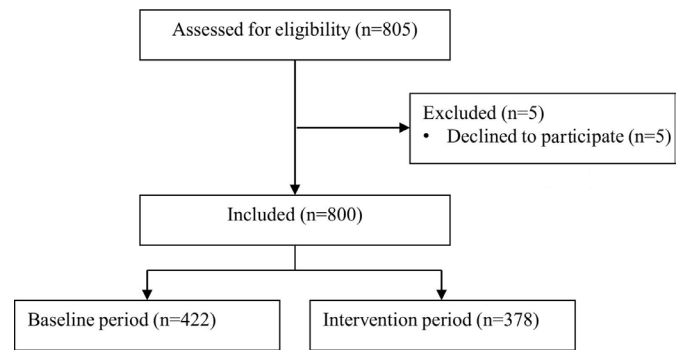 Assessed for eligibility (n=805)
Excluded (n=5)
• Declined to participate (n=5)
Included (n=800)
Baseline period (n=422)
Intervention period (n=378)